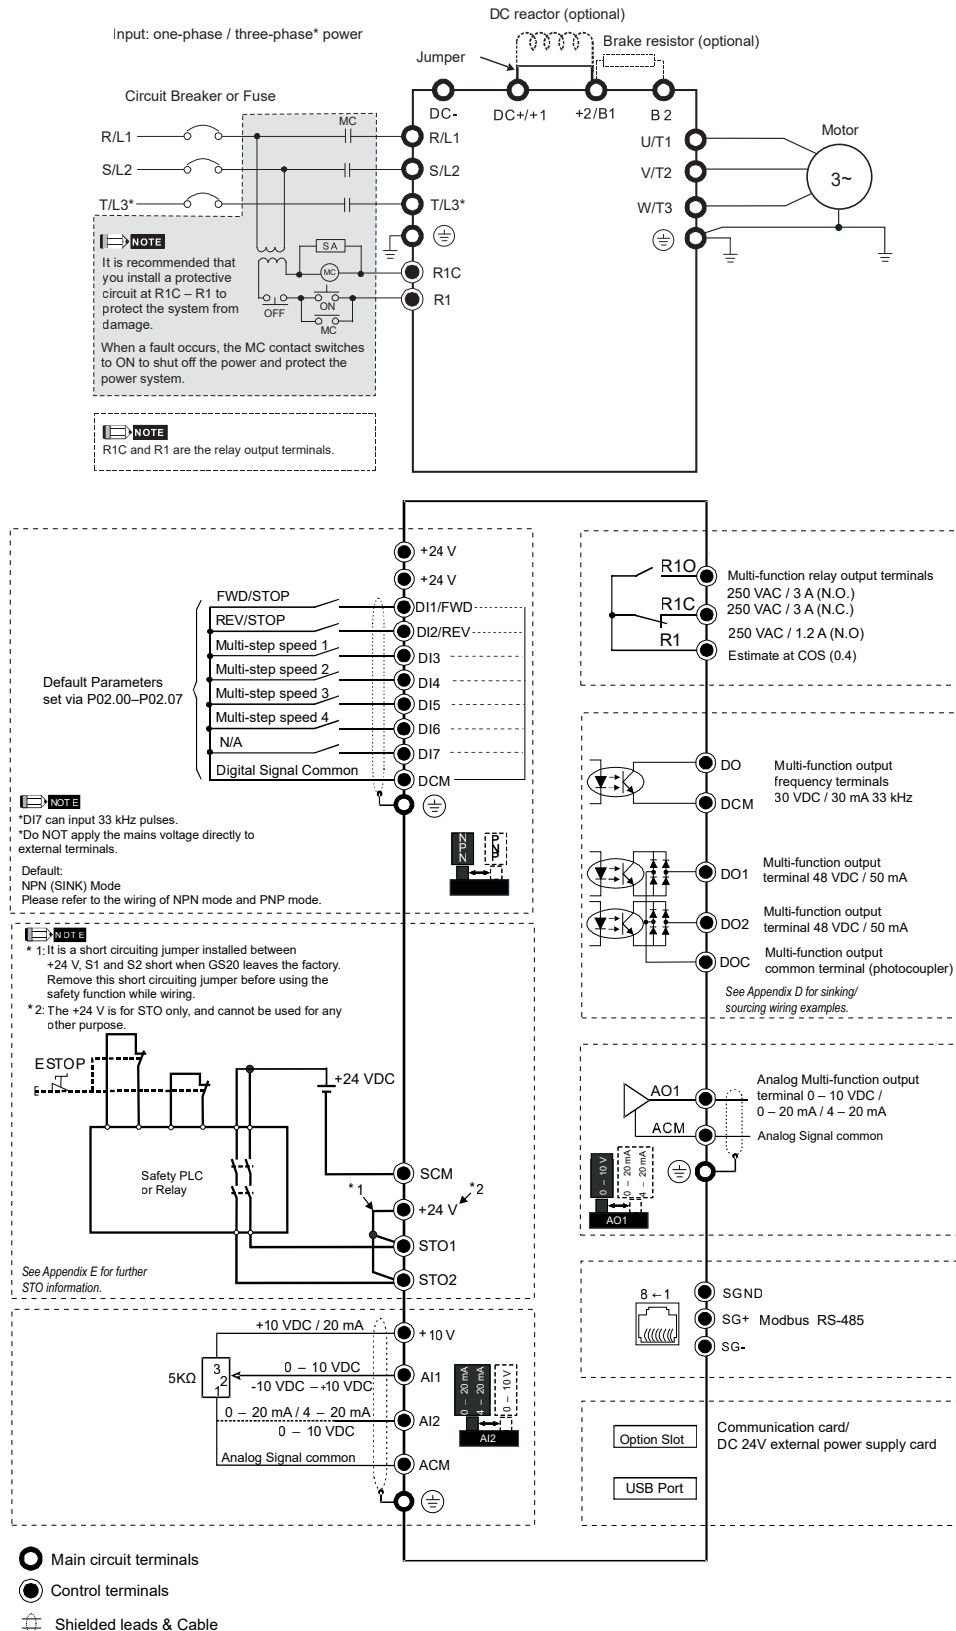 DC reactor (optional)
Input: one-phase / three-phase* power
Brake resistor (optional)
Jumper
Circuit Breaker or Fuse
DC-
DC+/+1
+2/B1
B 2
MC
R/L1
R/L1
U/T1
Motor
S/L2
S/L2
V/T2
3~
T/L3*
T/L3*
W/T3
NOTE
It is recommended that
you install a protective
circuit at R1C – R1 to
protect the system from
damage.
When a fault occurs, the MC contact switches
to ON to shut off the power and protect the
power system.
S A
MC
R1C
OFF
ON
MC
R1
NOTE
R1C and R1 are the relay output terminals.
+24 V
+24 V
FWD/STOP
DI1/FWD
REV/STOP
DI2/REV
Multi-step speed 1
DI3
Multi-step speed 2
DI4
Default Parameters
set via P02.00–P02.07
Multi-step speed 3
DI5
Multi-step speed 4
DI6
N/A
DI7
Digital Signal Common
DCM
NOTE
*DI7 can input 33 kHz pulses.
*Do NOT apply the mains voltage directly to
external terminals.
Default:
NPN (SINK) Mode
Please refer to the wiring of NPN mode and PNP mode.
NPN
PNP
R1O
R1C
R1
Multi-function relay output terminals
250 VAC / 3 A (N.O.)
250 VAC / 3 A (N.C.)
250 VAC / 1.2 A (N.O)
Estimate at COS (0.4)
DO
DCM
Multi-function output
frequency terminals
30 VDC / 30 mA 33 kHz
DO1
Multi-function output
terminal 48 VDC / 50 mA
DO2
Multi-function output
terminal 48 VDC / 50 mA
DOC
Multi-function output
common terminal (photocoupler)
See Appendix D for sinking/
sourcing wiring examples.
NOTE
* 1: It is a short circuiting jumper installed between
+24 V, S1 and S2 short when GS20 leaves the factory.
Remove this short circuiting jumper before using the
safety function while wiring.
* 2: The +24 V is for STO only, and cannot be used for any
other purpose.
ESTOP
+24 VDC
Safety PLC
or Relay
SCM
* 1
*2
+24 V
STO1
STO2
See Appendix E for further
STO information.
AO1
ACM
Analog Multi-function output
terminal 0 – 10 VDC /
0 – 20 mA / 4 – 20 mA
Analog Signal common
0 – 10 V
0 – 20 mA
4 – 20 mA
AO1
8 ←1
SGND
SG+
SG-
Modbus RS-485
+10 VDC / 20 mA
+10 V
5KΩ
3
2
1
0 – 10 VDC
-10 VDC – +10 VDC
AI1
0 – 20 mA / 4 – 20 mA
0 – 10 VDC
AI2
Analog Signal common
ACM
0 – 20 mA
4 – 20 mA
0 – 10 V
AI2
Option Slot
Communication card/
DC 24V external power supply card
USB Port
Main circuit terminals
Control terminals
Shielded leads & Cable